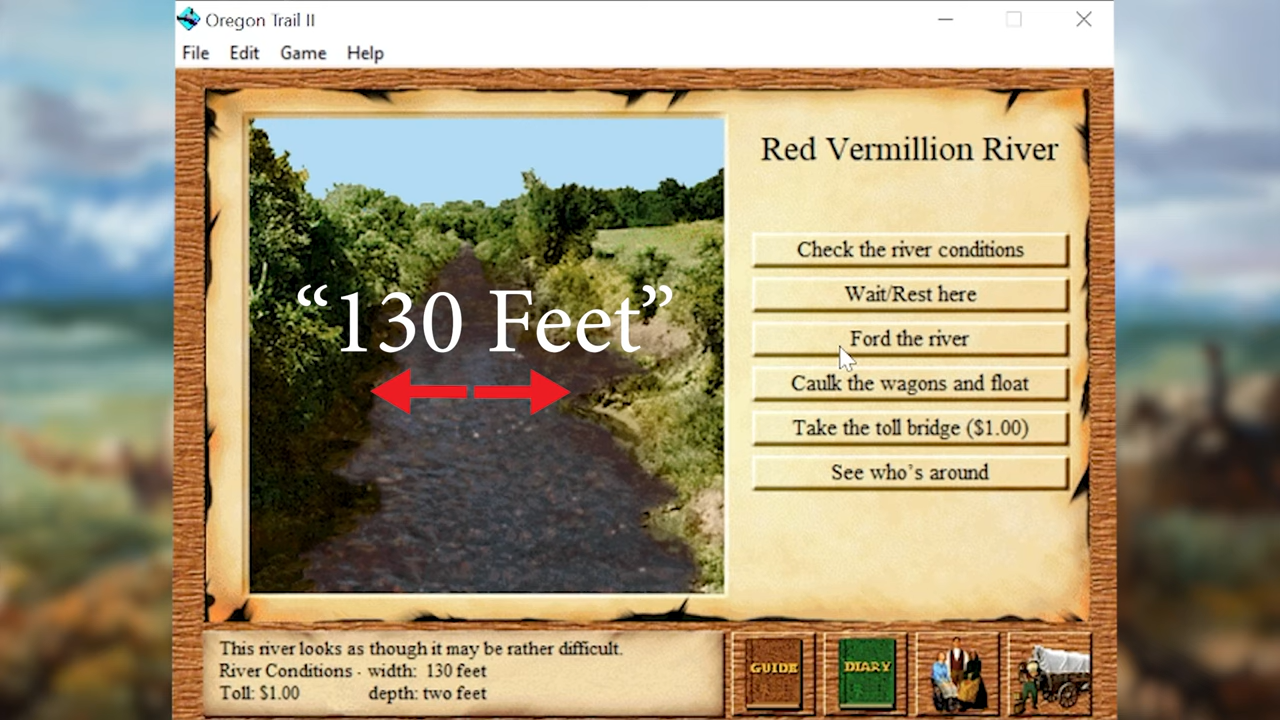 Oregon Trail II
File Edit Game Help
Red Vermillion River
“130 Feet”
Check the river conditions
Wait/Rest here
Ford the river
Caulk the wagons and float
Take the toll bridge ($1.00)
See who's around
This river looks as though it may be rather difficult.
River Conditions - width: 130 feet
Toll: $1.00 depth: two feet
GUIDE
DIARY